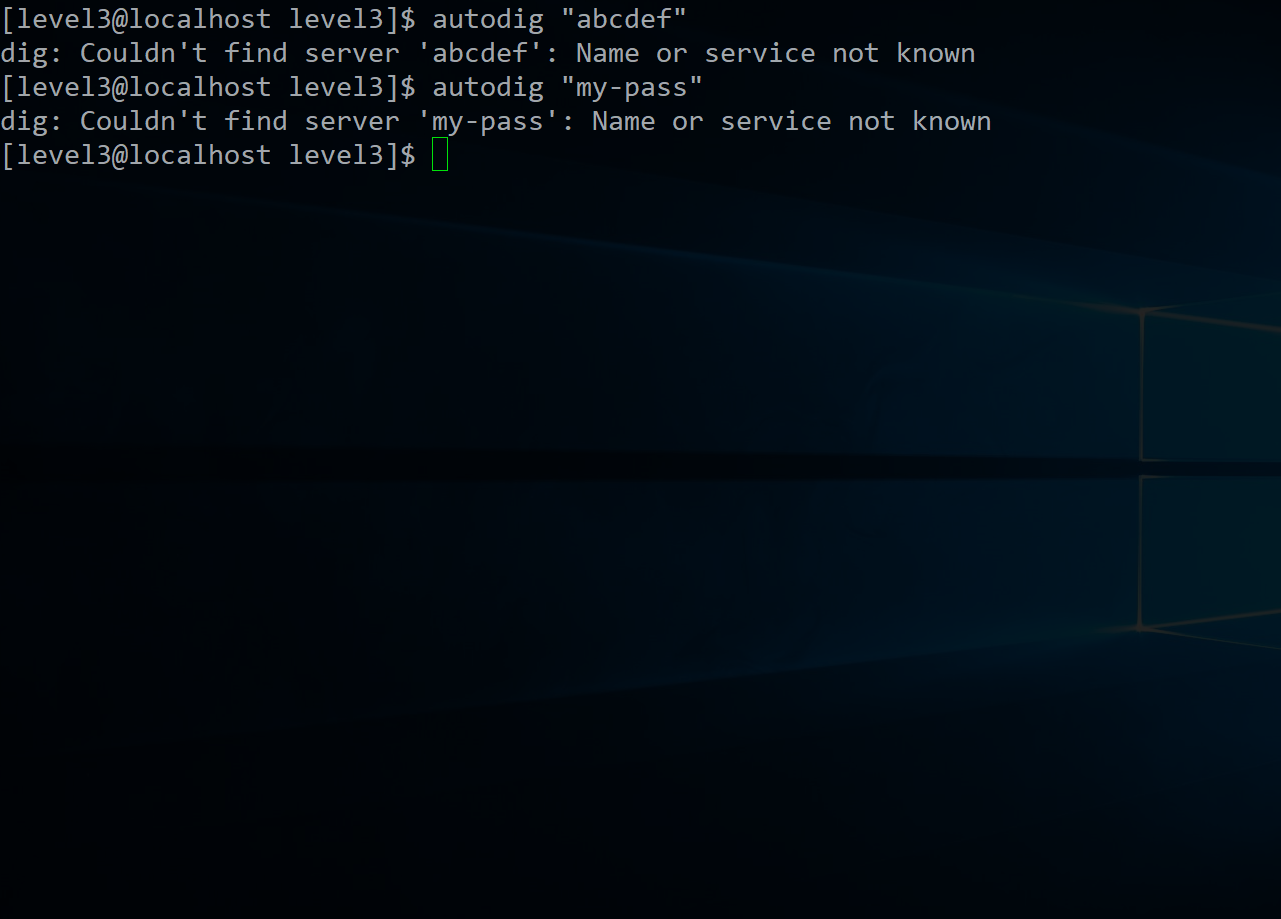 [level3@localhost level3]$ autodig "abcdef"
dig: Couldn't find server 'abcdef': Name or service not known
[level3@localhost level3]$ autodig "my-pass"
dig: Couldn't find server 'my-pass': Name or service not known
[level3@localhost level3]$